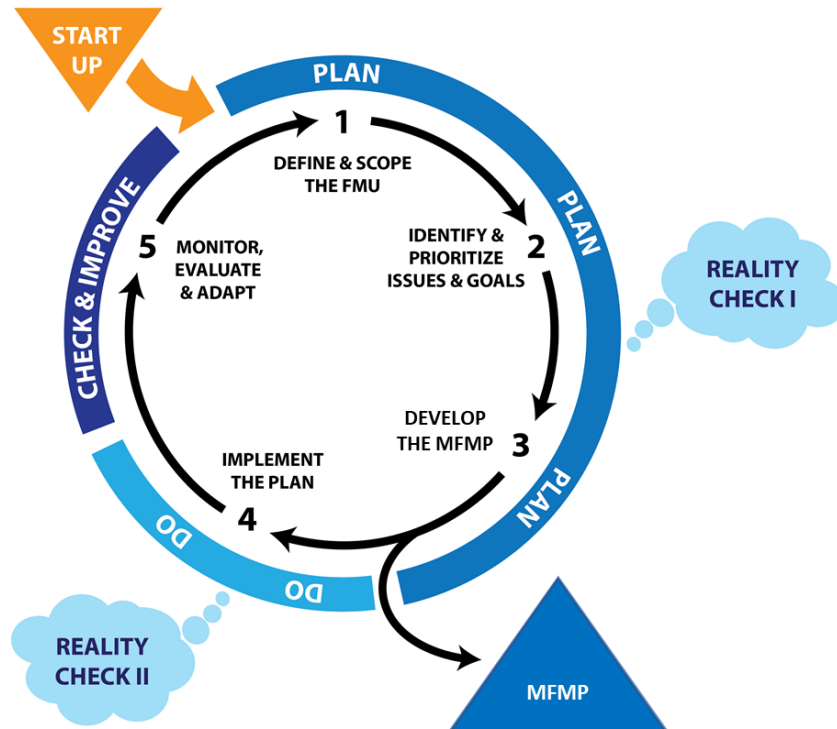 START
UP
PLAN
1
DEFINE & SCOPE
THE FMU
PLAN
2
IDENTIFY &
PRIORITIZE
ISSUES & GOALS
REALITY
CHECK I
3
DEVELOP
THE MFMP
PLAN
MFMP
4
IMPLEMENT
THE PLAN
DO
DO
REALITY
CHECK II
5
MONITOR,
EVALUATE
& ADAPT
CHECK & IMPROVE